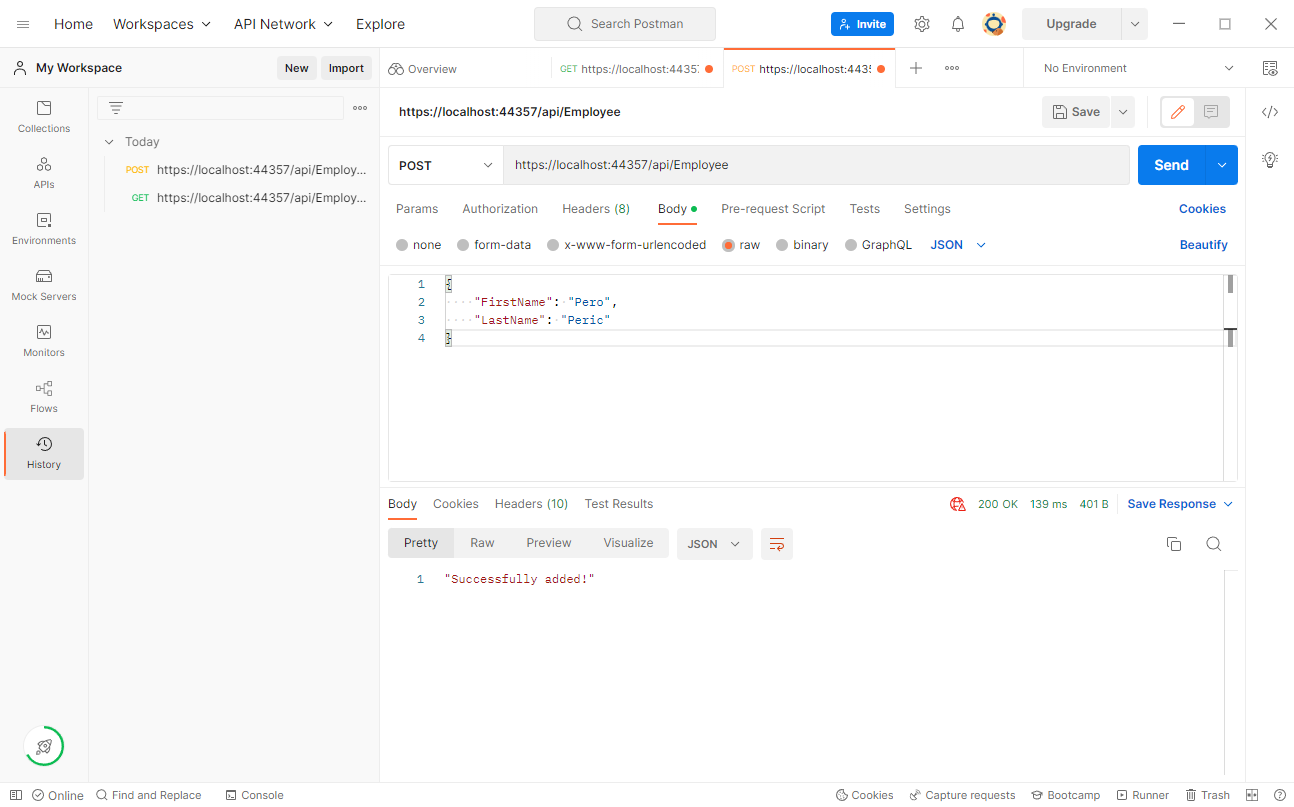 Home Workspaces API Network Explore Search Postman Invite Upgrade
My Workspace New Import Overview GET https://localhost:44357 POST https://localhost:4435 No Environment
https://localhost:44357/api/Employee Save
Collections
APIs
Environments
Mock Servers
Monitors
Flows
History
Today
POST https://localhost:44357/api/Employ...
GET https://localhost:44357/api/Employ...
POST https://localhost:44357/api/Employee Send
Params Authorization Headers (8) Body Pre-request Script Tests Settings Cookies
none form-data x-www-form-urlencoded raw binary GraphQL JSON Beautify
1 {
2 "FirstName": "Pero",
3 "LastName": "Peric"
4 }
Body Cookies Headers (10) Test Results 200 OK 139 ms 401 B Save Response
Pretty Raw Preview Visualize JSON
1 "Successfully added!"
Online Find and Replace Console Cookies Capture requests Bootcamp Runner Trash